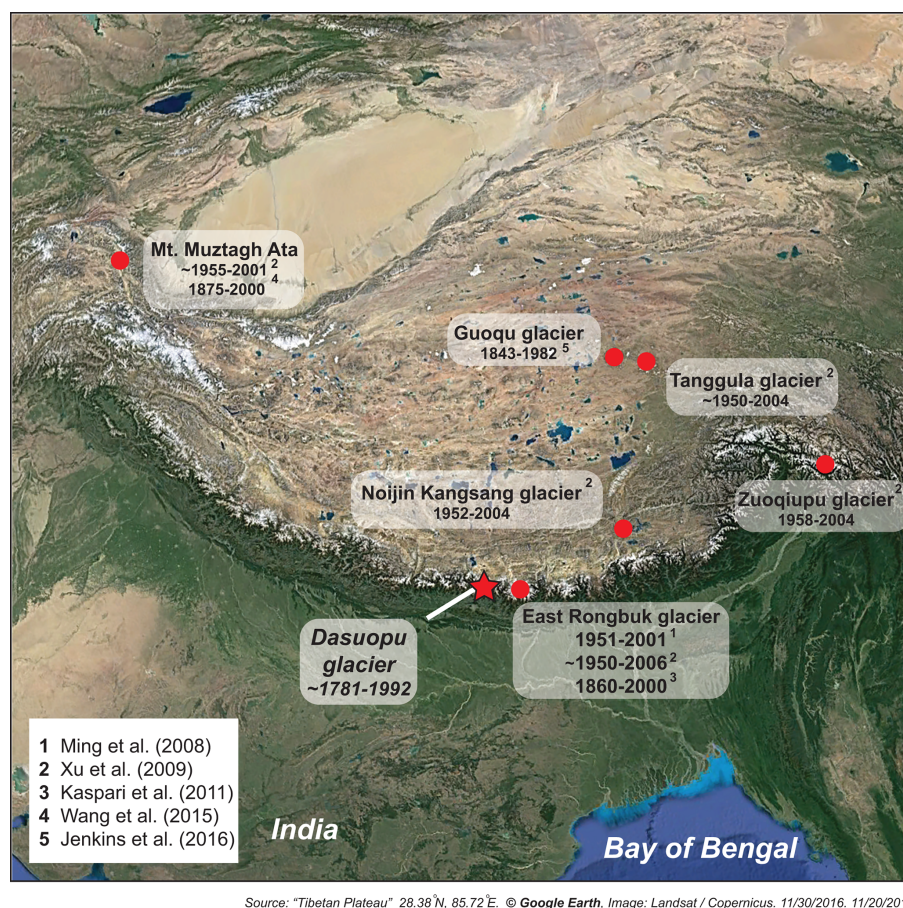 Mt. Muztagh Ata
~1955-2001 2
1875-2000 4
Guoqu glacier
1843-1982 5
Tanggula glacier 2
~1950-2004
Noijin Kangsang glacier 2
1952-2004
Zuoqiupu glacier 2
1958-2004
East Rongbuk glacier
1951-2001 1
~1950-2006 2
1860-2000 3
Dasuopu
glacier
~1781-1992
1 Ming et al. (2008)
2 Xu et al. (2009)
3 Kaspari et al. (2011)
4 Wang et al. (2015)
5 Jenkins et al. (2016)
India
Bay of Bengal
Source: “Tibetan Plateau” 28.38°N, 85.72°E. © Google Earth, Image: Landsat / Copernicus. 11/30/2016. 11/20/201